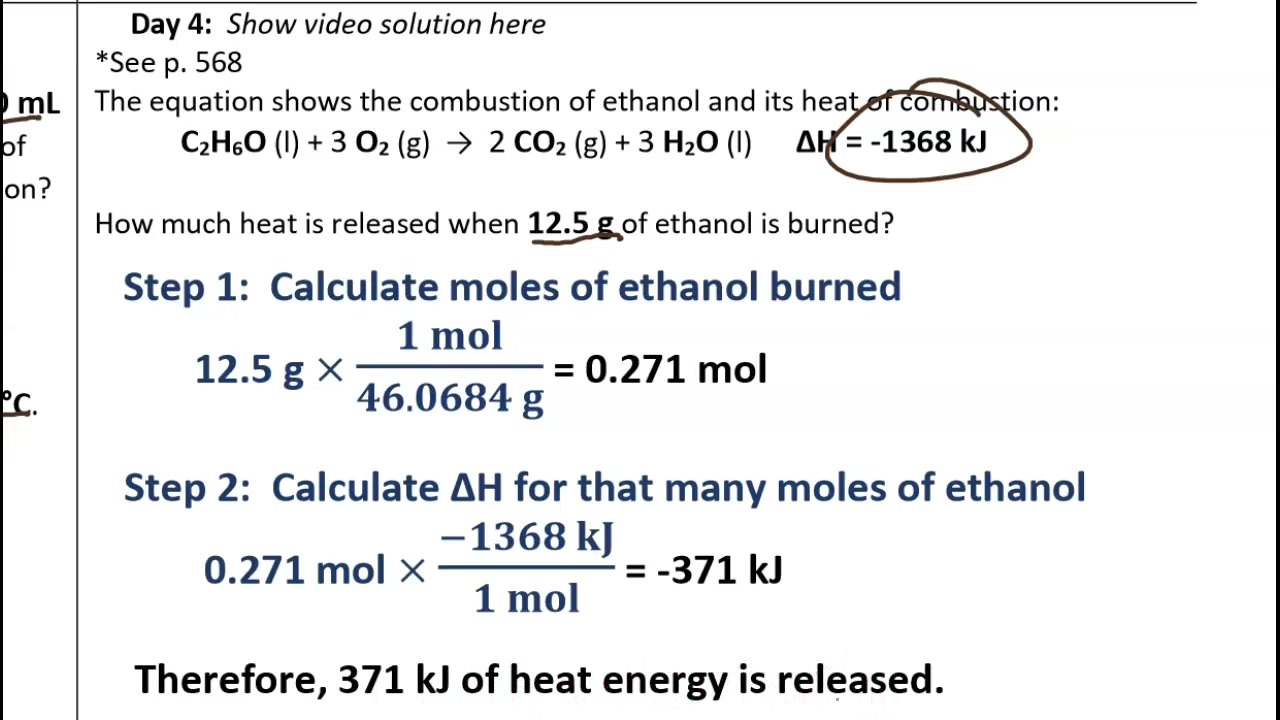 Day 4: Show video solution here
*See p. 568
0 mL
The equation shows the combustion of ethanol and its heat of combustion:
of
C₂H₆O (l) + 3 O₂ (g) → 2 CO₂ (g) + 3 H₂O (l) ΔH = -1368 kJ
on?
How much heat is released when 12.5 g of ethanol is burned?
Step 1: Calculate moles of ethanol burned
1 mol
12.5 g × = 0.271 mol
46.0684 g
°C.
Step 2: Calculate ΔH for that many moles of ethanol
−1368 kJ
0.271 mol × = -371 kJ
1 mol
Therefore, 371 kJ of heat energy is released.